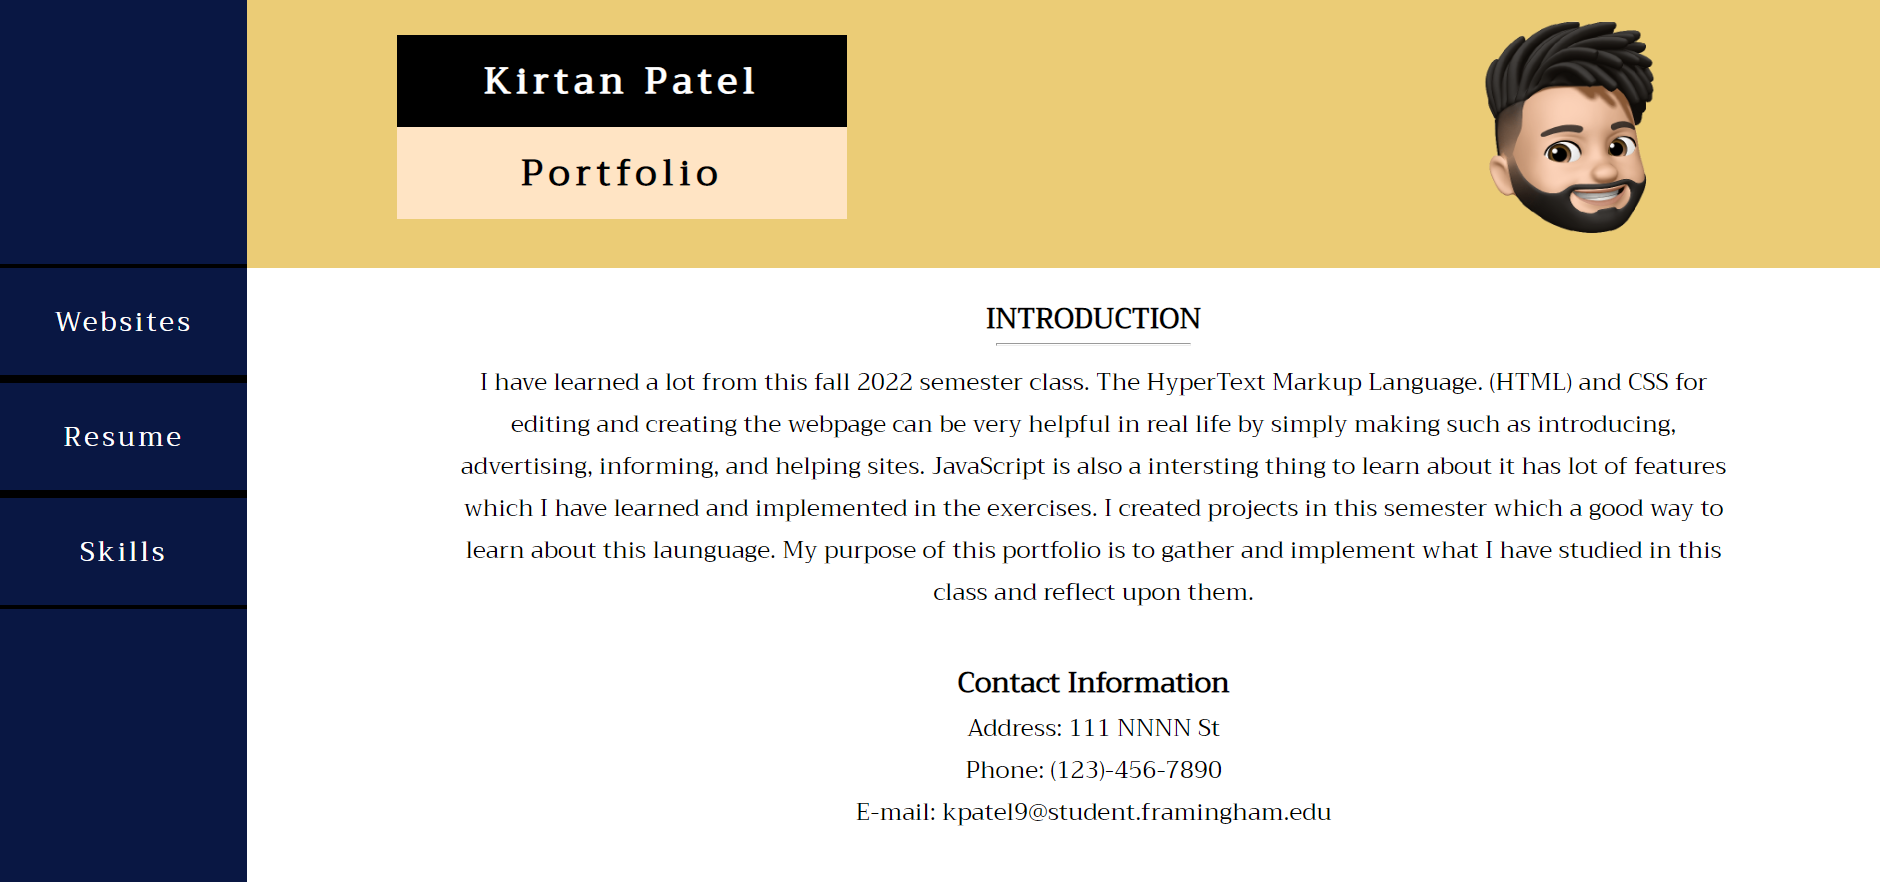 Kirtan Patel
Portfolio
Websites
Resume
Skills
INTRODUCTION
I have learned a lot from this fall 2022 semester class. The HyperText Markup Language. (HTML) and CSS for
editing and creating the webpage can be very helpful in real life by simply making such as introducing,
advertising, informing, and helping sites. JavaScript is also a intersting thing to learn about it has lot of features
which I have learned and implemented in the exercises. I created projects in this semester which a good way to
learn about this launguage. My purpose of this portfolio is to gather and implement what I have studied in this
class and reflect upon them.
Contact Information
Address: 111 NNNN St
Phone: (123)-456-7890
E-mail: kpatel9@student.framingham.edu